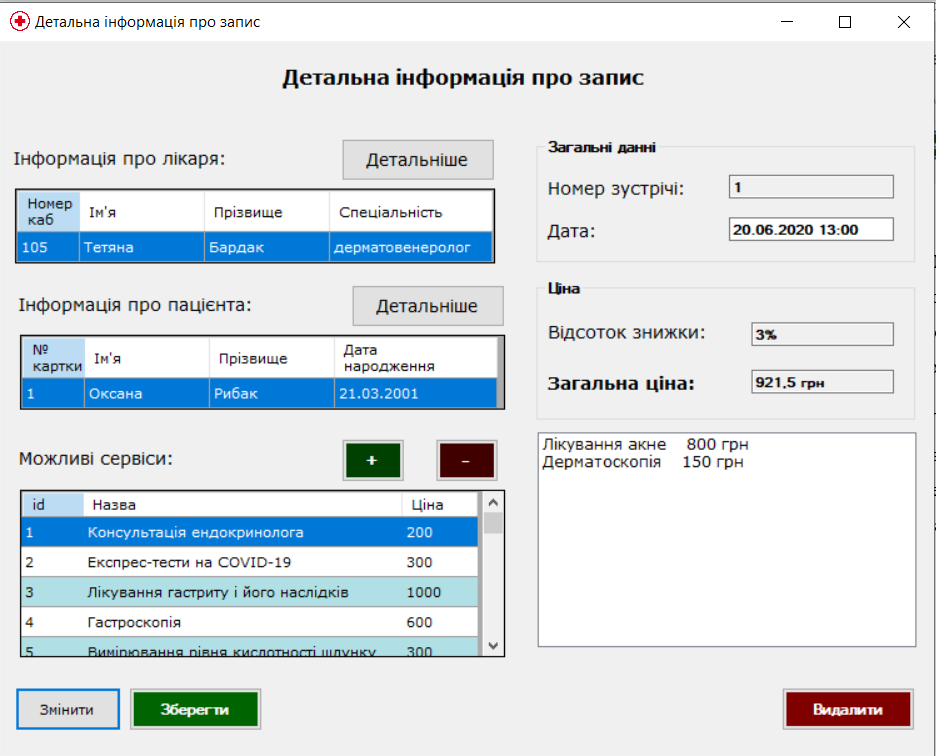 Детальна інформація про запис
Детальна інформація про запис
Інформація про лікаря:
Детальніше
Номер каб Ім'я Прізвище Спеціальність
105 Тетяна Бардак дерматовенеролог
Інформація про пацієнта:
Детальніше
№ картки Ім'я Прізвище Дата народження
1 Оксана Рибак 21.03.2001
Можливі сервіси:
+
-
id Назва Ціна
1 Консультація ендокринолога 200
2 Експрес-тести на COVID-19 300
3 Лікування гастриту і його наслідків 1000
4 Гастроскопія 600
5 Вимірювання рівня кислотності шлунку 300
Змінити
Зберегти
Загальні данні
Номер зустрічі: 1
Дата: 20.06.2020 13:00
Ціна
Відсоток знижки: 3%
Загальна ціна: 921,5 грн
Лікування акне 800 грн
Дерматоскопія 150 грн
Видалити